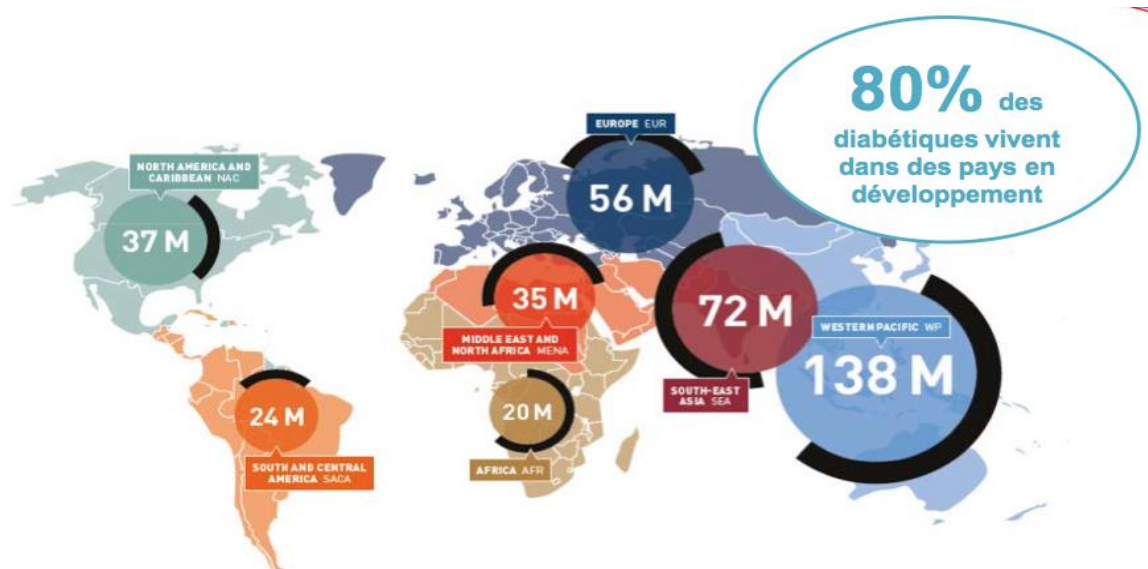 80% des
diabétiques vivent
dans des pays en
développement
EUROPE EUR
56 M
NORTH AMERICA AND
CARIBBEAN NAC
37 M
35 M
MIDDLE EAST AND
NORTH AFRICA MENA
72 M
SOUTH-EAST
ASIA SEA
WESTERN PACIFIC WP
138 M
24 M
SOUTH AND CENTRAL
AMERICA SACA
20 M
AFRICA AFR